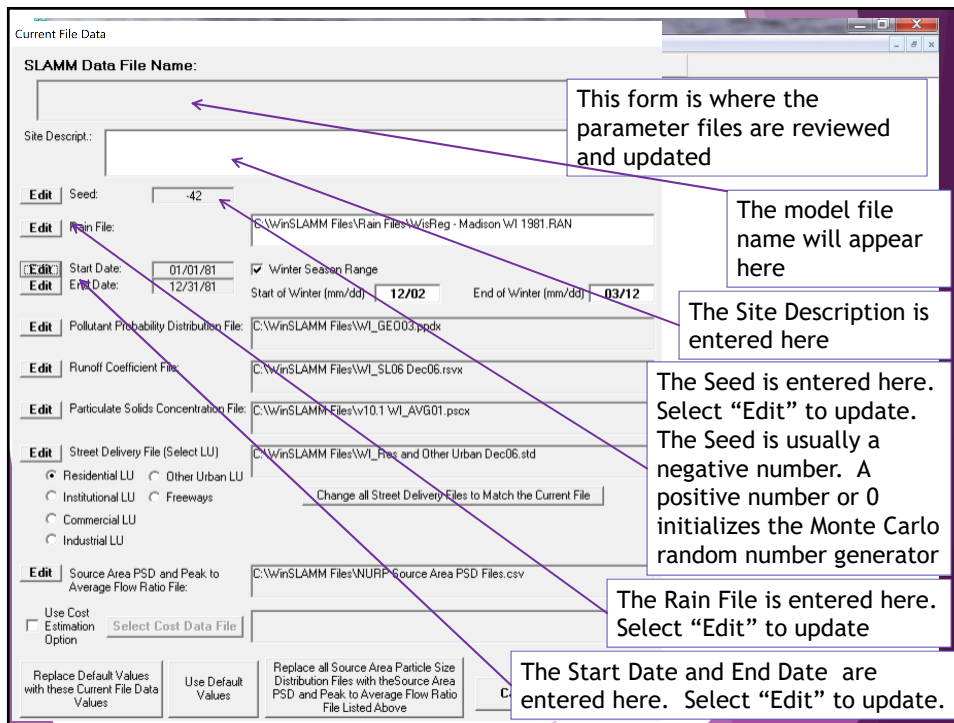 Current File Data
SLAMM Data File Name:
This form is where the
parameter files are reviewed
and updated
Site Descript.:
Edit Seed: -42
The model file
name will appear
here
Edit Rain File: C:\WinSLAMM Files\Rain Files\WisReg - Madison WI 1981.RAN
Edit Start Date: 01/01/81 Winter Season Range
Edit End Date: 12/31/81 Start of Winter (mm/dd) 12/02 End of Winter (mm/dd) 03/12
The Site Description is
entered here
Edit Pollutant Probability Distribution File: C:\WinSLAMM Files\WI_GEO03.ppdx
Edit Runoff Coefficient File: C:\WinSLAMM Files\WI_SL06 Dec06.rsvx
Edit Particulate Solids Concentration File: C:\WinSLAMM Files\v10.1 WI_AVG01.pscx
The Seed is entered here.
Select “Edit” to update.
The Seed is usually a
negative number. A
positive number or 0
initializes the Monte Carlo
random number generator
Edit Street Delivery File (Select LU) C:\WinSLAMM Files\WI_Res and Other Urban Dec06.std
Residential LU Other Urban LU
Institutional LU Freeways
Change all Street Delivery Files to Match the Current File
Commercial LU
Industrial LU
Edit Source Area PSD and Peak to
Average Flow Ratio
File:
C:\WinSLAMM Files\NURP Source Area PSD Files.csv
The Rain File is entered here.
Select “Edit” to update
Use Cost
Estimation
Option
Select Cost Data File
The Start Date and End Date are
entered here. Select “Edit” to update.
Replace Default Values
with these Current File Data
Values
Use Default
Values
Replace all Source Area Particle Size
Distribution Files with theSource Area
PSD and Peak to Average Flow Ratio
File Listed Above